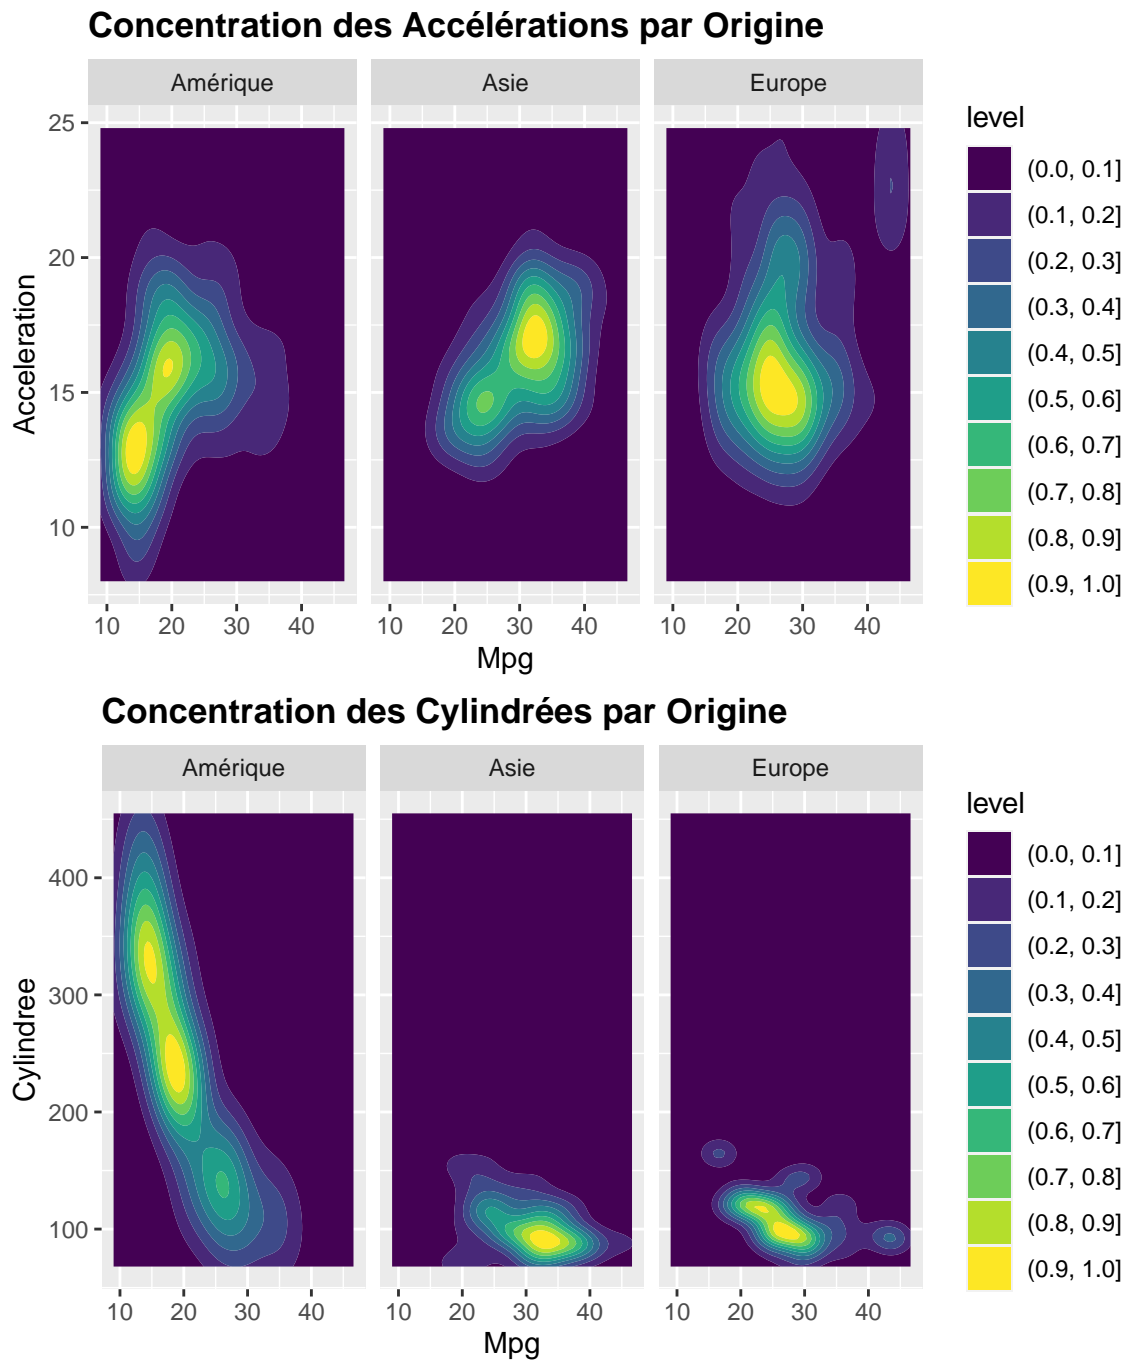 Concentration des Accélérations par Origine
Amérique Asie Europe
25
20
15
10
Acceleration
10 20 30 40 10 20 30 40 10 20 30 40
Mpg
level
(0.0, 0.1]
(0.1, 0.2]
(0.2, 0.3]
(0.3, 0.4]
(0.4, 0.5]
(0.5, 0.6]
(0.6, 0.7]
(0.7, 0.8]
(0.8, 0.9]
(0.9, 1.0]
Concentration des Cylindrées par Origine
Amérique Asie Europe
400
300
200
100
Cylindree
10 20 30 40 10 20 30 40 10 20 30 40
Mpg
level
(0.0, 0.1]
(0.1, 0.2]
(0.2, 0.3]
(0.3, 0.4]
(0.4, 0.5]
(0.5, 0.6]
(0.6, 0.7]
(0.7, 0.8]
(0.8, 0.9]
(0.9, 1.0]